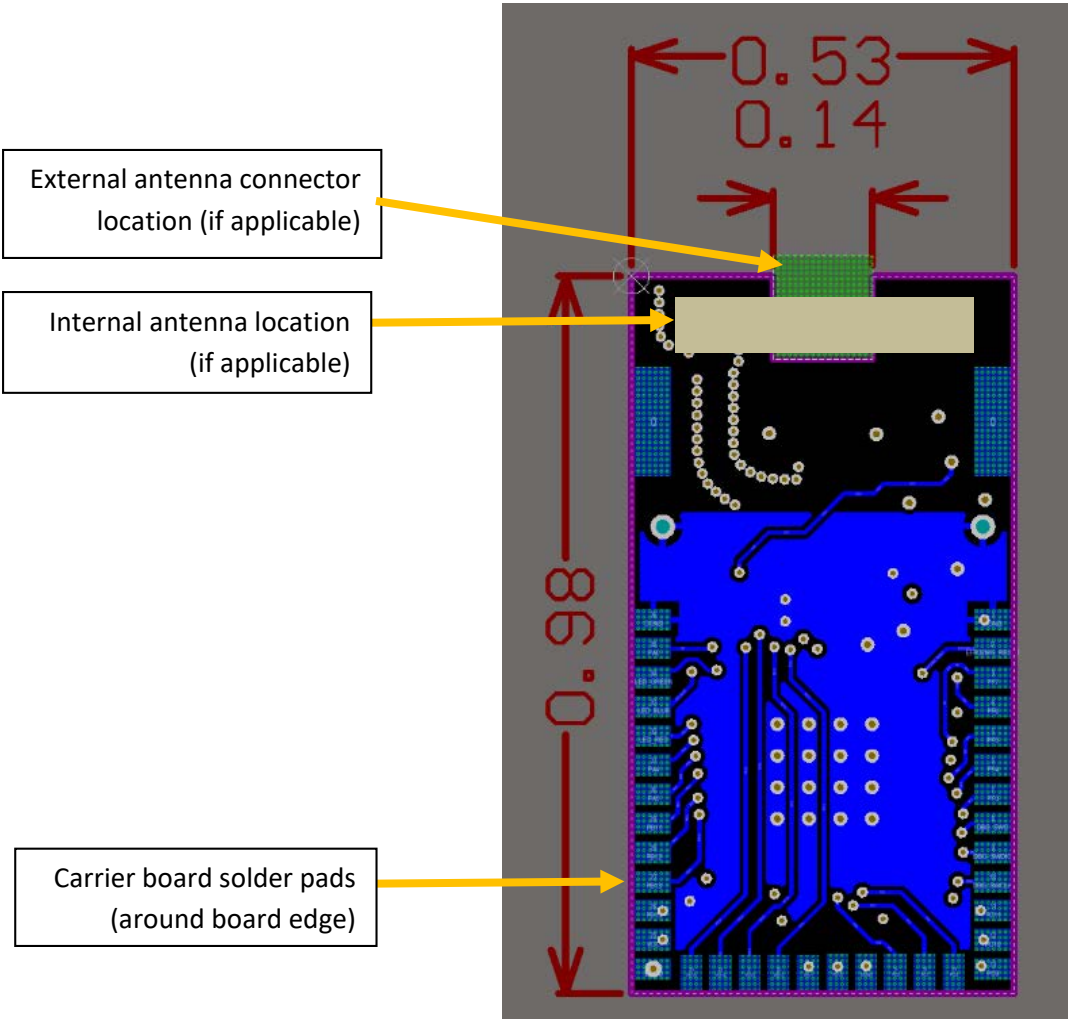 0.53
0.14
External antenna connector
location (if applicable)
Internal antenna location
(if applicable)
0.98
Carrier board solder pads
(around board edge)